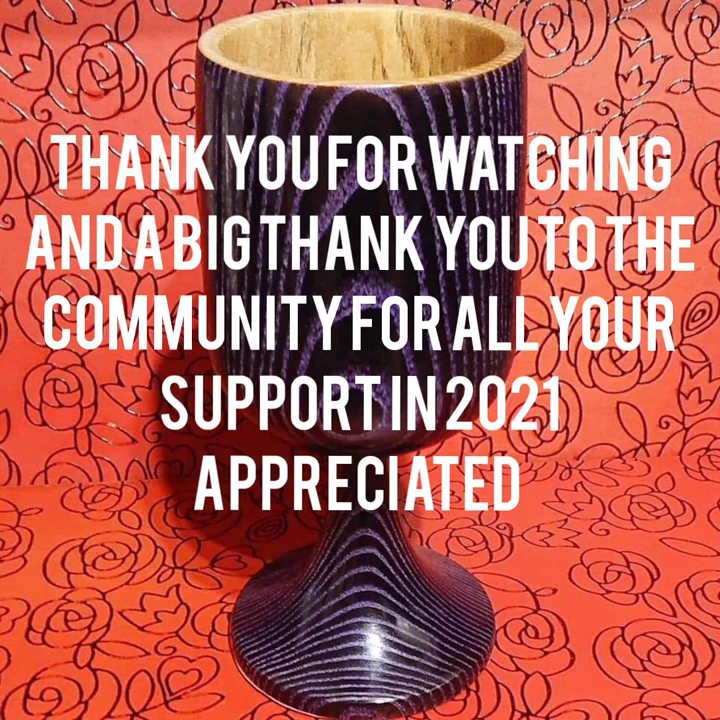 THANK YOU FOR WATCHING
AND A BIG THANK YOU TO THE
COMMUNITY FOR ALL YOUR
SUPPORT IN 2021
APPRECIATED